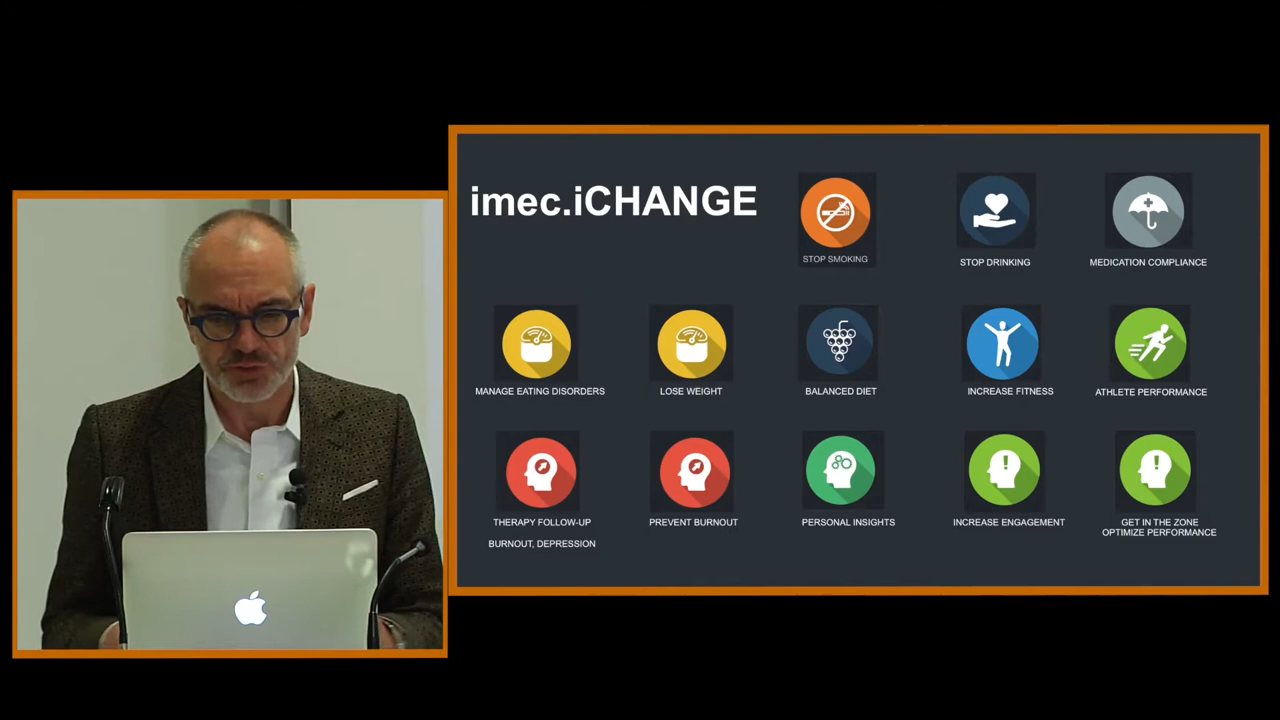 imec.iCHANGE
STOP SMOKING
STOP DRINKING
MEDICATION COMPLIANCE
MANAGE EATING DISORDERS
LOSE WEIGHT
BALANCED DIET
INCREASE FITNESS
ATHLETE PERFORMANCE
THERAPY FOLLOW-UP
BURNOUT, DEPRESSION
PREVENT BURNOUT
PERSONAL INSIGHTS
INCREASE ENGAGEMENT
GET IN THE ZONE
OPTIMIZE PERFORMANCE